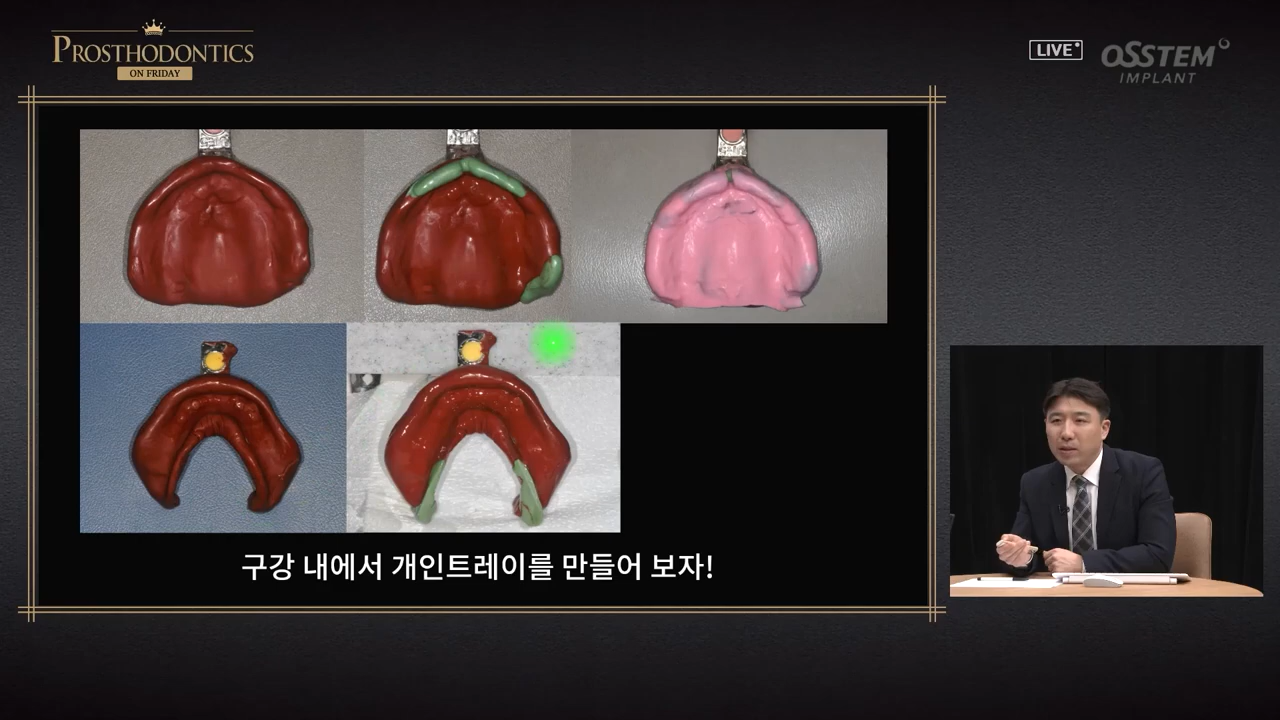 PROSTHODONTICS
ON FRIDAY
LIVE
OSSTEM
IMPLANT
구강 내에서 개인트레이를 만들어 보자!